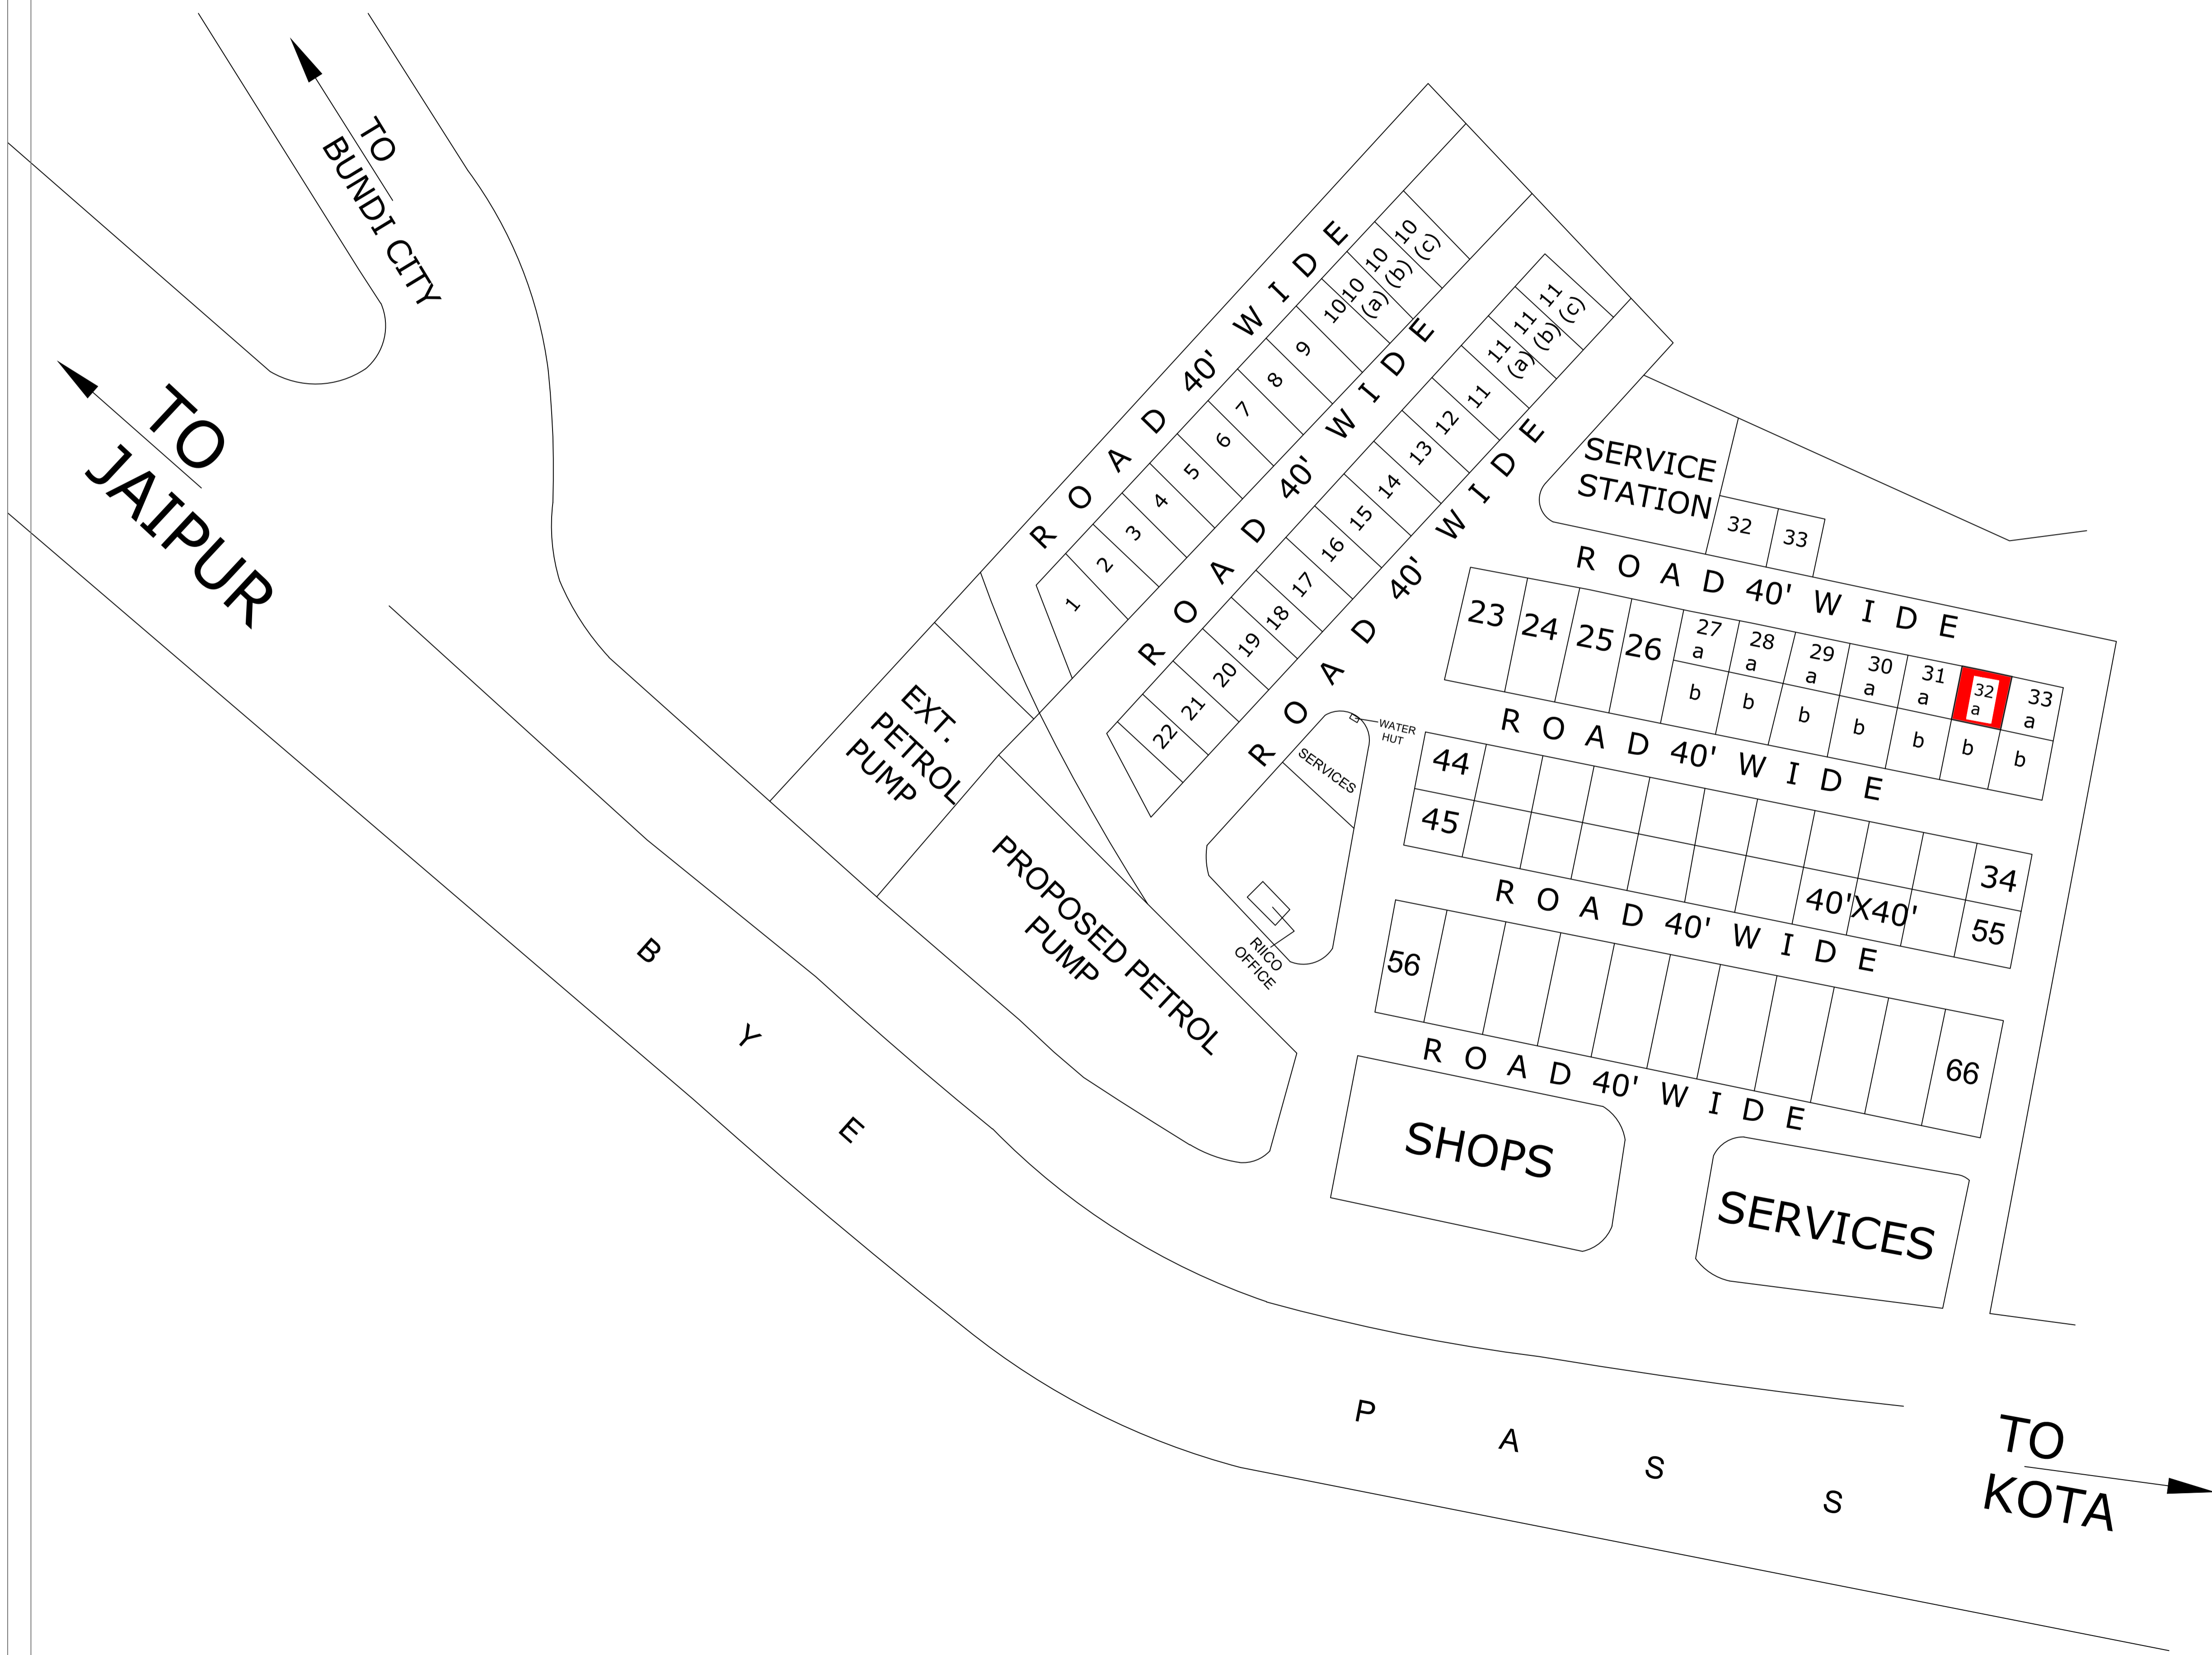 TO
BUNDI CITY
TO
JAIPUR
ROAD 40' WIDE
10 (c)
10 (b)
10 (a)
10
9
8
7
6
5
4
3
2
1
ROAD 40' WIDE
11 (c)
11 (b)
11 (a)
11
12
13
14
15
16
17
18
19
20
21
22
ROAD 40' WIDE
SERVICE
STATION
32
33
ROAD 40' WIDE
23
24
25
26
27 a
28 a
29 a
30 a
31 a
32 a
33 a
b
b
b
b
b
b
b
ROAD 40' WIDE
WATER
HUT
SERVICES
44
34
45
40'X40'
55
ROAD 40' WIDE
56
66
ROAD 40' WIDE
EXT.
PETROL
PUMP
PROPOSED PETROL
PUMP
RIICO
OFFICE
SHOPS
SERVICES
BYE
PASS
TO
KOTA